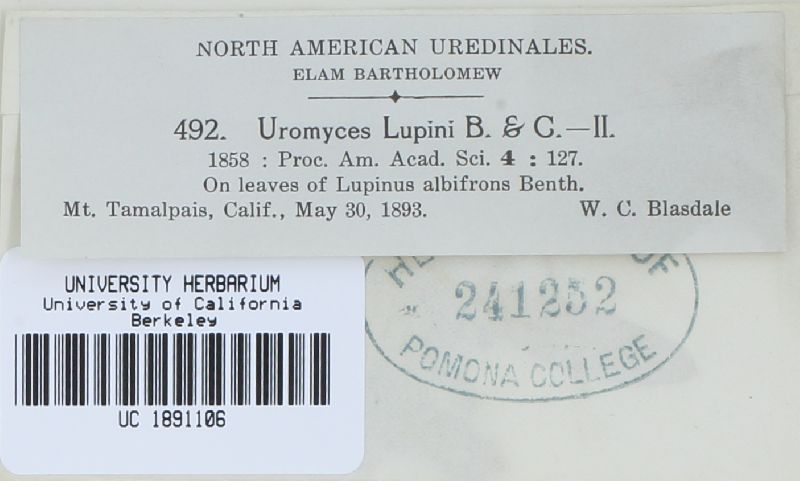 NORTH AMERICAN UREDINALES.
ELAM BARTHOLOMEW
492. Uromyces Lupini B. & C.—II.
1858 : Proc. Am. Acad. Sci. 4 : 127.
On leaves of Lupinus albifrons Benth.
Mt. Tamalpais, Calif., May 30, 1893. W. C. Blasdale
UNIVERSITY HERBARIUM
University of California
Berkeley
UC 1891106
OF
241252
POMONA COLLEGE